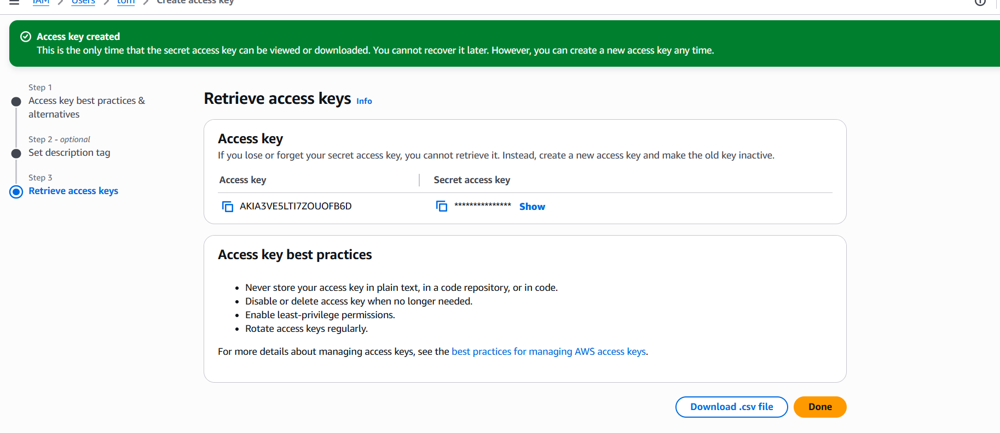 IAM > Users > tom > Create access key
Access key created
This is the only time that the secret access key can be viewed or downloaded. You cannot recover it later. However, you can create a new access key any time.
Step 1
Access key best practices &
alternatives
Step 2 - optional
Set description tag
Step 3
Retrieve access keys
Retrieve access keys Info
Access key
If you lose or forget your secret access key, you cannot retrieve it. Instead, create a new access key and make the old key inactive.
Access key | Secret access key
AKIA3VE5LTI7ZOUOFB6D *************** Show
Access key best practices
• Never store your access key in plain text, in a code repository, or in code.
• Disable or delete access key when no longer needed.
• Enable least-privilege permissions.
• Rotate access keys regularly.
For more details about managing access keys, see the best practices for managing AWS access keys.
Download .csv file Done